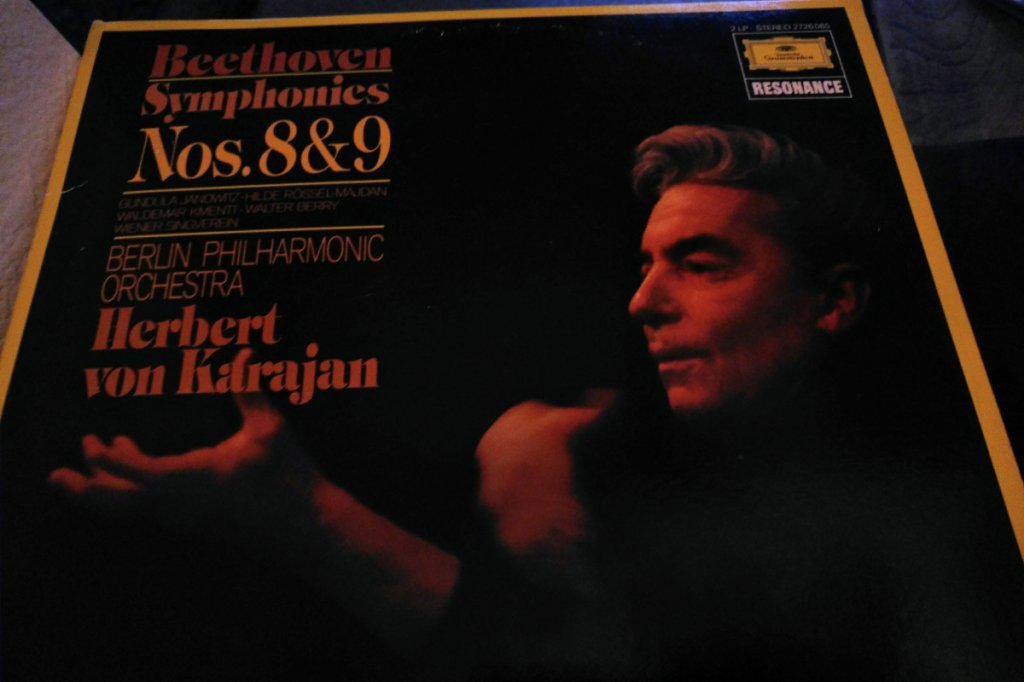 2 LP · STEREO 2726 065
Deutsche
Grammophon
RESONANCE
Beethoven
Symphonies
Nos. 8 & 9
GUNDULA JANOWITZ · HILDE RÖSSEL-MAJDAN
WALDEMAR KMENTT · WALTER BERRY
WIENER SINGVEREIN
BERLIN PHILHARMONIC
ORCHESTRA
Herbert
von Karajan